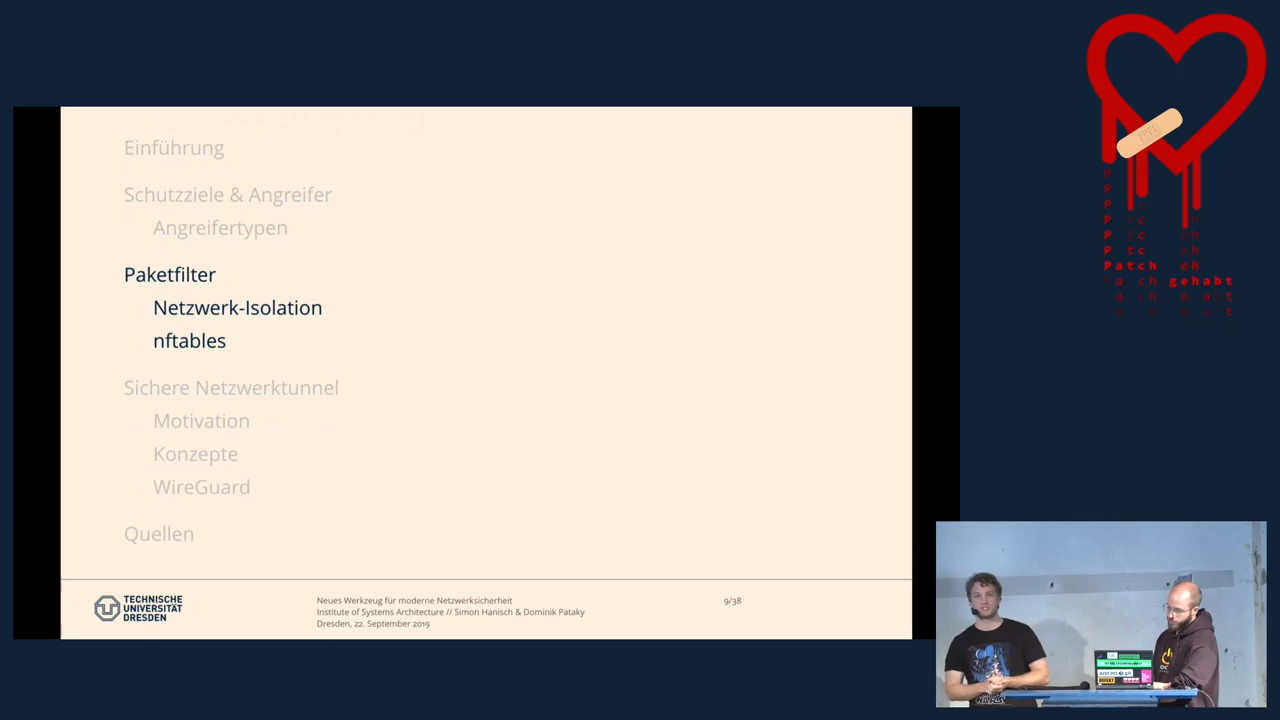 Einführung
Schutzziele & Angreifer
Angreifertypen
Paketfilter
Netzwerk-Isolation
nftables
Sichere Netzwerktunnel
Motivation
Konzepte
WireGuard
Quellen
TECHNISCHE
UNIVERSITÄT
DRESDEN
Neues Werkzeug für moderne Netzwerksicherheit
Institute of Systems Architecture // Simon Hanisch & Dominik Pataky
Dresden, 22. September 2019
9/38
Patch
gehabt